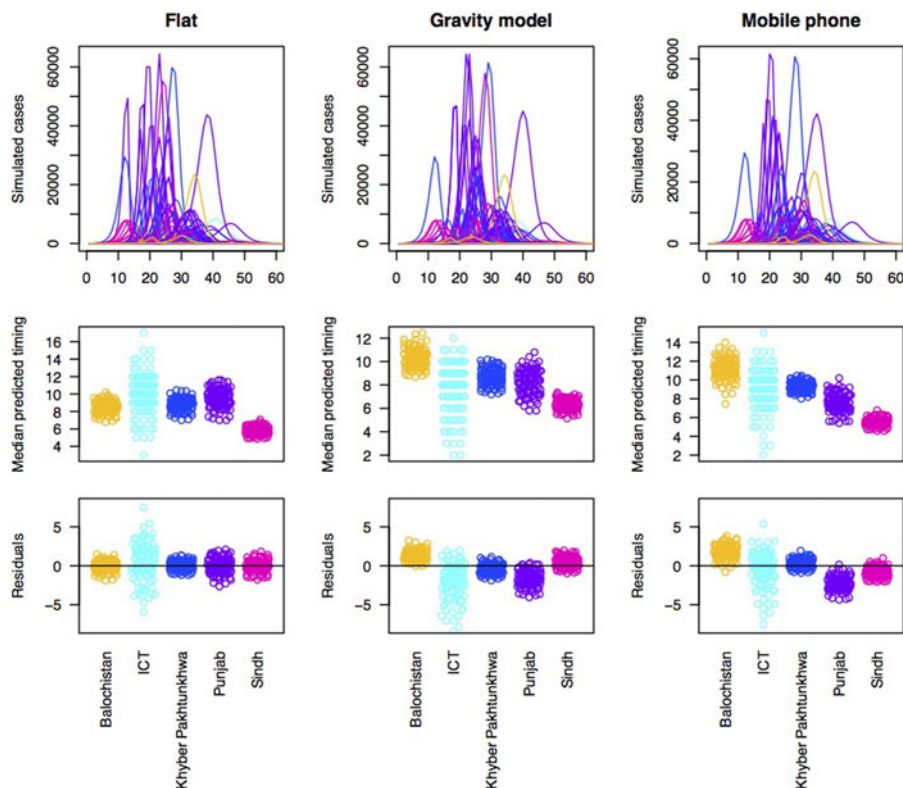 Flat
Gravity model
Mobile phone
Simulated cases
60000
40000
20000
0
0 10 20 30 40 50 60
Simulated cases
60000
40000
20000
0
0 10 20 30 40 50 60
Simulated cases
60000
40000
20000
0
0 10 20 30 40 50 60
Median predicted timing
16
14
12
10
8
6
4
Median predicted timing
12
10
8
6
4
2
Median predicted timing
14
12
10
8
6
4
2
Residuals
5
0
−5
Residuals
5
0
−5
Residuals
5
0
−5
Balochistan
ICT
Khyber Pakhtunkhwa
Punjab
Sindh
Balochistan
ICT
Khyber Pakhtunkhwa
Punjab
Sindh
Balochistan
ICT
Khyber Pakhtunkhwa
Punjab
Sindh